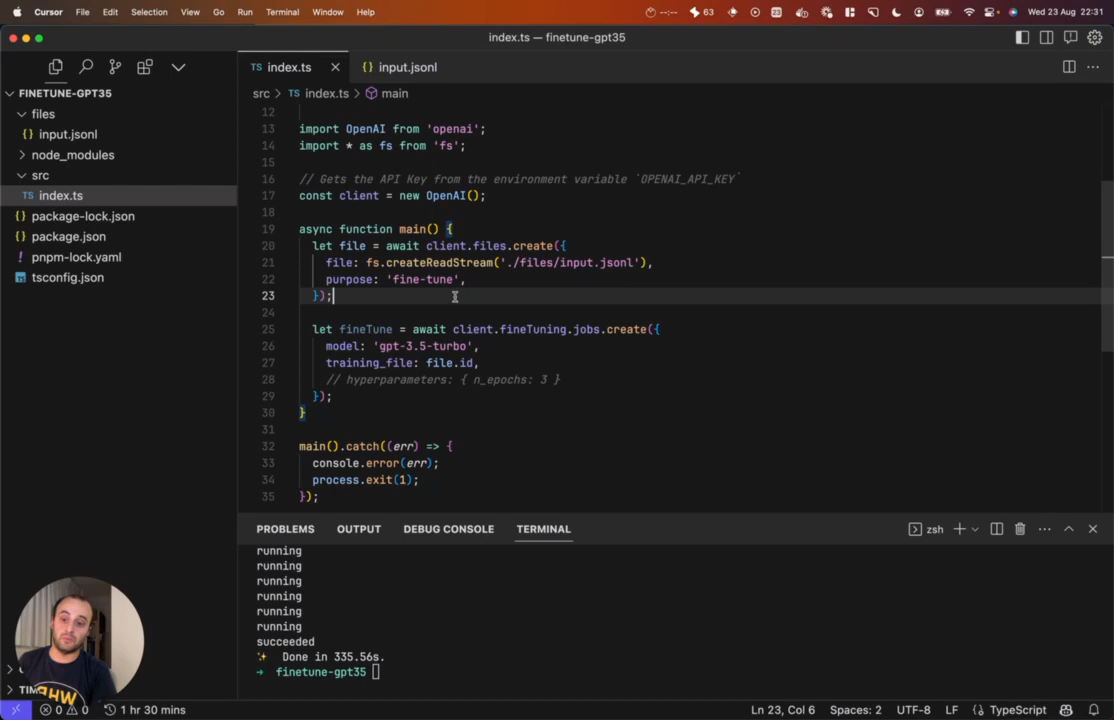 Cursor File Edit Selection View Go Run Terminal Window Help --:-- 63 23 Wed 23 Aug 22:31
index.ts — finetune-gpt35
TS index.ts {} input.jsonl
FINETUNE-GPT35
files
{} input.jsonl
node_modules
src
TS index.ts
{} package-lock.json
{} package.json
pnpm-lock.yaml
tsconfig.json
src > TS index.ts > main
12
13 import OpenAI from 'openai';
14 import * as fs from 'fs';
15
16 // Gets the API Key from the environment variable `OPENAI_API_KEY`
17 const client = new OpenAI();
18
19 async function main() {
20 let file = await client.files.create({
21 file: fs.createReadStream('./files/input.jsonl'),
22 purpose: 'fine-tune',
23 });
24
25 let fineTune = await client.fineTuning.jobs.create({
26 model: 'gpt-3.5-turbo',
27 training_file: file.id,
28 // hyperparameters: { n_epochs: 3 }
29 });
30 }
31
32 main().catch((err) => {
33 console.error(err);
34 process.exit(1);
35 });
PROBLEMS OUTPUT DEBUG CONSOLE TERMINAL zsh
running
running
running
running
running
running
succeeded
✨ Done in 335.56s.
→ finetune-gpt35
TIM
0 0 1 hr 30 mins Ln 23, Col 6 Spaces: 2 UTF-8 LF {} TypeScript